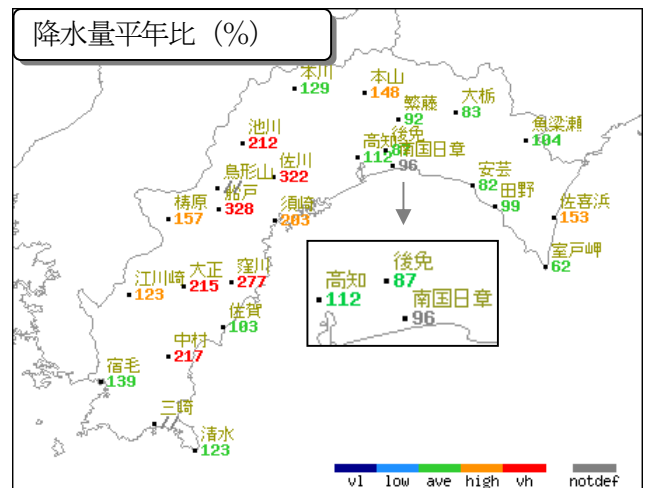 降水量平年比 (%)
本川
129
本山
148
繁藤
92
大栃
83
魚梁瀬
104
池川
212
高知
112
後免
87
南国日章
96
鳥形山
//
佐川
322
船戸
328
安芸
82
田野
99
梼原
157
須崎
203
佐喜浜
153
室戸岬
62
江川崎
123
大正
215
窪川
277
佐賀
103
後免
87
高知
112
南国日章
96
中村
217
宿毛
139
三崎
//
清水
123
vl low ave high vh notdef